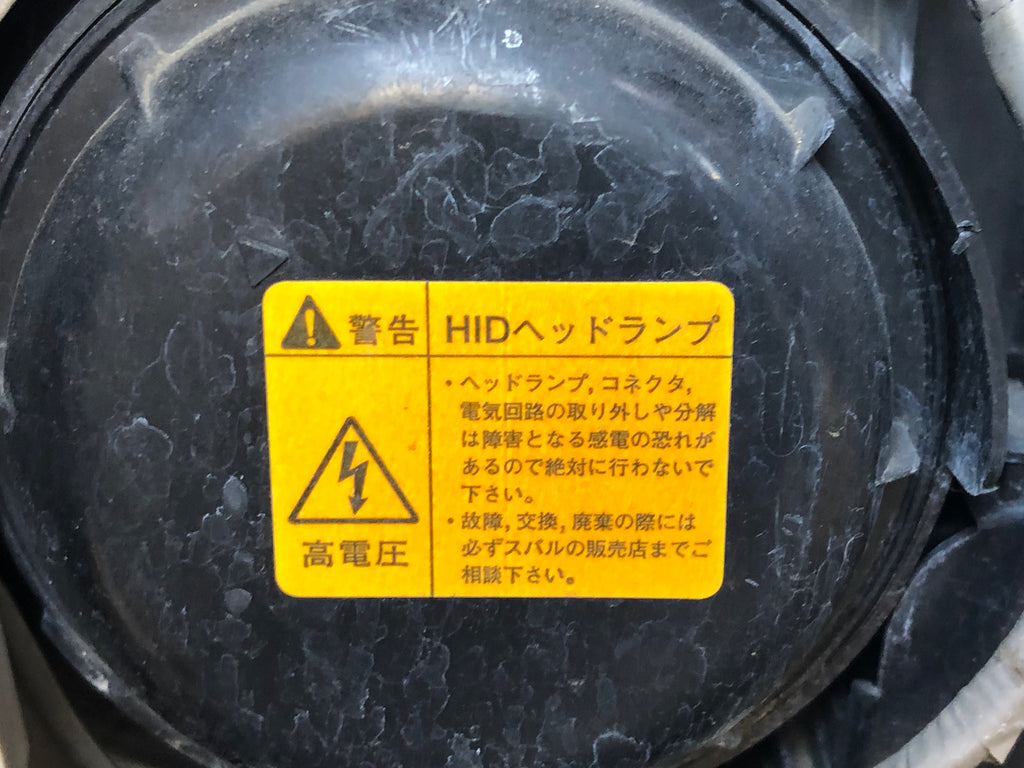 警告
HIDヘッドランプ
・ヘッドランプ,コネクタ,
電気回路の取り外しや分解
は障害となる感電の恐れが
あるので絶対に行わないで
下さい。
・故障,交換,廃棄の際には
必ずスバルの販売店までご
相談下さい。
高電圧